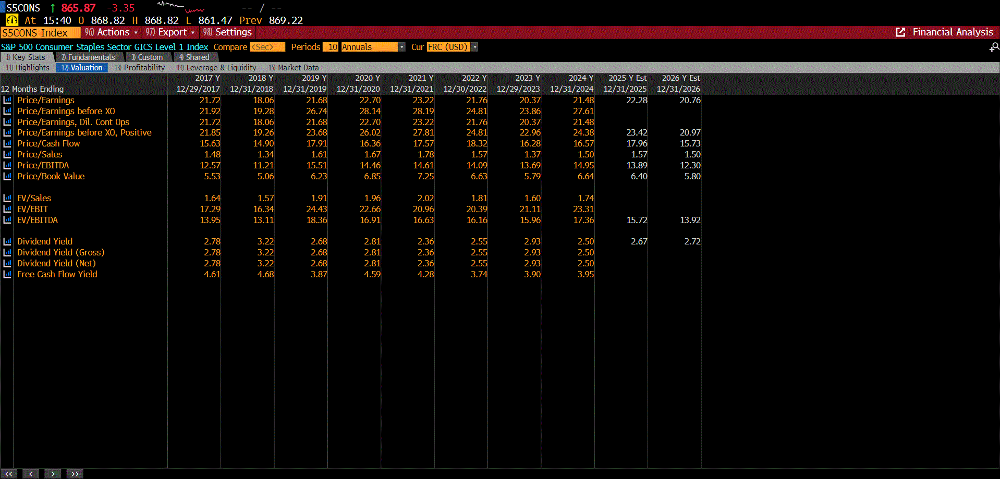 S5CONS ↑ 865.87 -3.35 -- / --
At 15:40 O 868.82 H 868.82 L 861.47 Prev 869.22
S5CONS Index 96) Actions 97) Export 98) Settings Financial Analysis
S&P 500 Consumer Staples Sector GICS Level 1 Index Compare <Sec> Periods 10 Annuals Cur FRC (USD)
1) Key Stats 2) Fundamentals 3) Custom 4) Shared
11) Highlights 12) Valuation 13) Profitability 14) Leverage & Liquidity 15) Market Data
2017 Y 2018 Y 2019 Y 2020 Y 2021 Y 2022 Y 2023 Y 2024 Y 2025 Y Est 2026 Y Est
12 Months Ending 12/29/2017 12/31/2018 12/31/2019 12/31/2020 12/31/2021 12/30/2022 12/29/2023 12/31/2024 12/31/2025 12/31/2026
Price/Earnings 21.72 18.06 21.68 22.70 23.22 21.76 20.37 21.48 22.28 20.76
Price/Earnings before XO 21.92 19.28 26.74 28.14 28.19 24.81 23.86 27.61
Price/Earnings, Dil. Cont Ops 21.72 18.06 21.68 22.70 23.22 21.76 20.37 21.48
Price/Earnings before XO, Positive 21.85 19.26 23.68 26.02 27.81 24.81 22.96 24.38 23.42 20.97
Price/Cash Flow 15.63 14.90 17.91 16.36 17.57 18.32 16.28 16.57 17.96 15.73
Price/Sales 1.48 1.34 1.61 1.67 1.78 1.57 1.37 1.50 1.57 1.50
Price/EBITDA 12.57 11.21 15.51 14.46 14.61 14.09 13.69 14.95 13.89 12.30
Price/Book Value 5.53 5.06 6.23 6.85 7.25 6.63 5.79 6.64 6.40 5.80
EV/Sales 1.64 1.57 1.91 1.96 2.02 1.81 1.60 1.74
EV/EBIT 17.29 16.34 24.43 22.66 20.96 20.39 21.11 23.31
EV/EBITDA 13.95 13.11 18.36 16.91 16.63 16.16 15.96 17.36 15.72 13.92
Dividend Yield 2.78 3.22 2.68 2.81 2.36 2.55 2.93 2.50 2.67 2.72
Dividend Yield (Gross) 2.78 3.22 2.68 2.81 2.36 2.55 2.93 2.50
Dividend Yield (Net) 2.78 3.22 2.68 2.81 2.36 2.55 2.93 2.50
Free Cash Flow Yield 4.61 4.68 3.87 4.59 4.28 3.74 3.90 3.95
<< < > >>